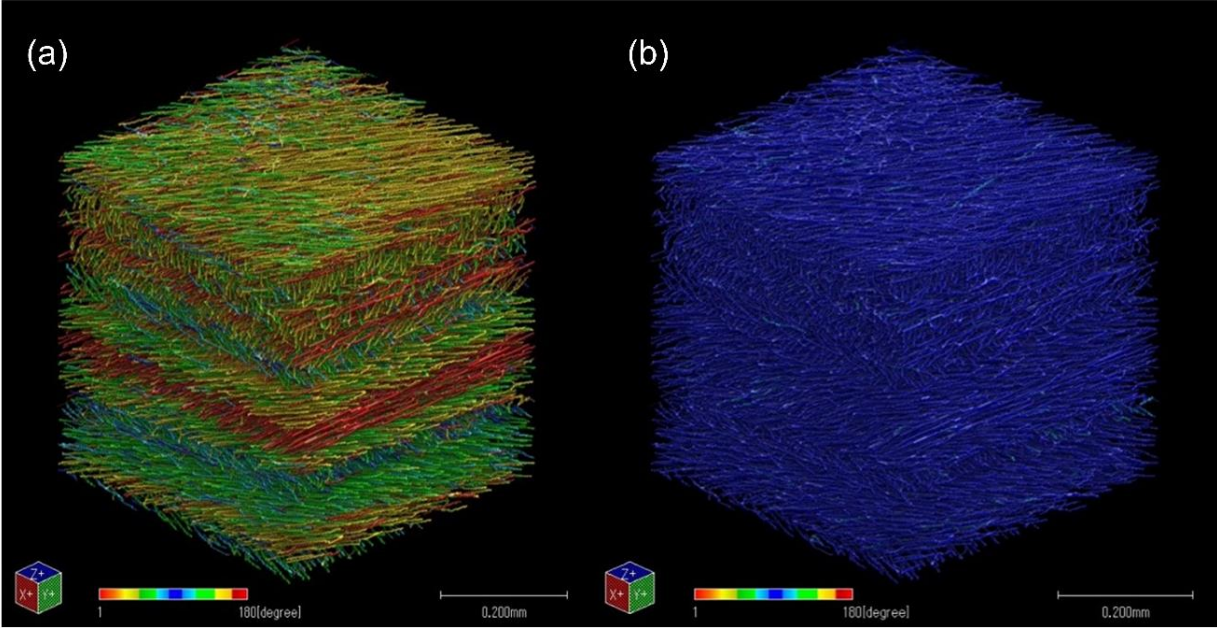 (a)
(b)
Z+
X+ Y+
1 180[degree]
0.200mm
Z+
X+ Y+
1 180[degree]
0.200mm